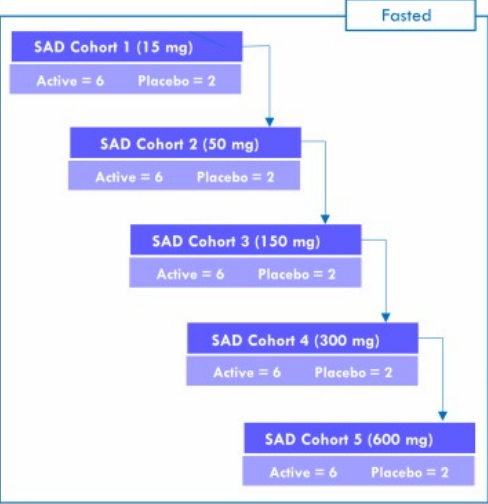 Fasted
SAD Cohort 1 (15 mg)
Active = 6 Placebo = 2
SAD Cohort 2 (50 mg)
Active = 6 Placebo = 2
SAD Cohort 3 (150 mg)
Active = 6 Placebo = 2
SAD Cohort 4 (300 mg)
Active = 6 Placebo = 2
SAD Cohort 5 (600 mg)
Active = 6 Placebo = 2